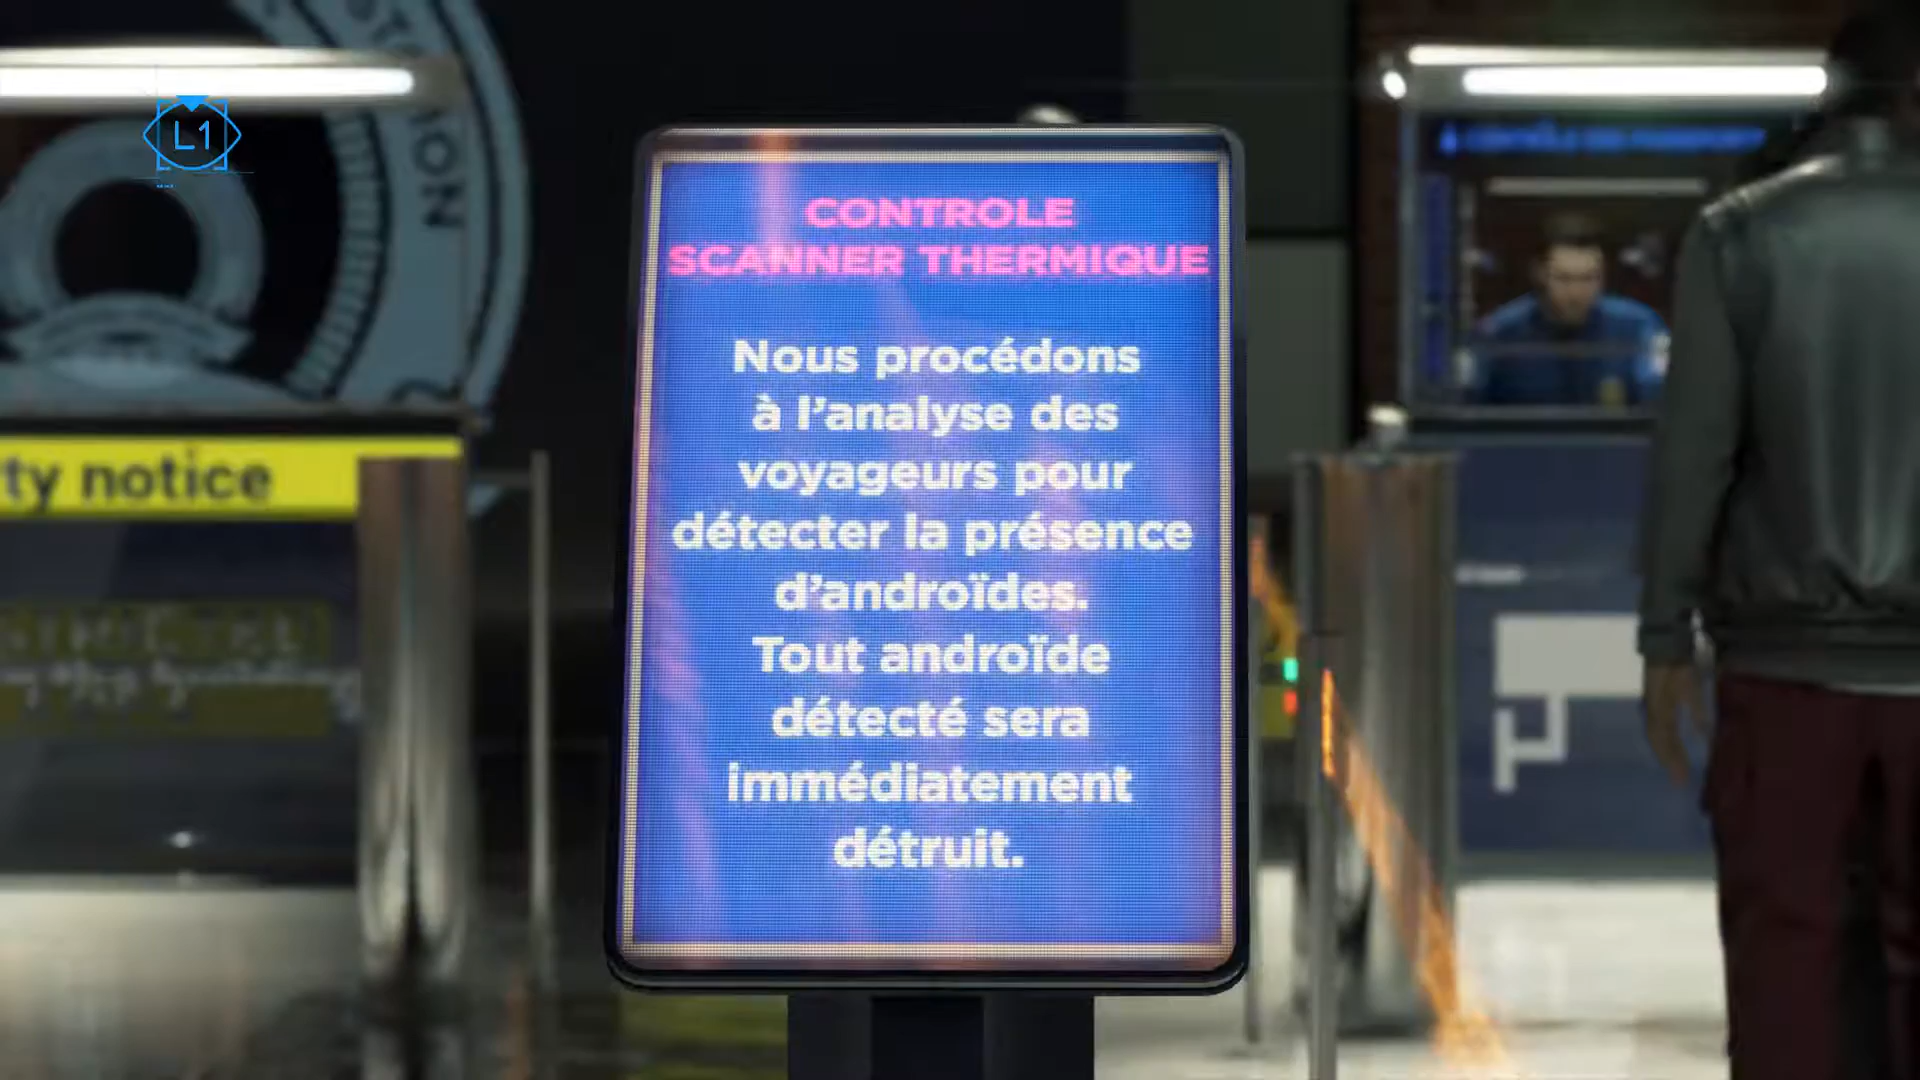 L1
CONTROLE
SCANNER THERMIQUE
Nous procédons
à l'analyse des
voyageurs pour
détecter la présence
d'androïdes.
Tout androïde
détecté sera
immédiatement
détruit.
ty notice